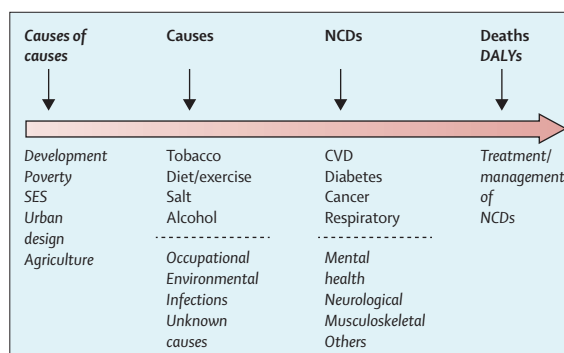 Causes of
causes
Causes
NCDs
Deaths
DALYs
Development
Poverty
SES
Urban
design
Agriculture
Tobacco
Diet/exercise
Salt
Alcohol
Occupational
Environmental
Infections
Unknown
causes
CVD
Diabetes
Cancer
Respiratory
Mental
health
Neurological
Musculoskeletal
Others
Treatment/
management
of
NCDs